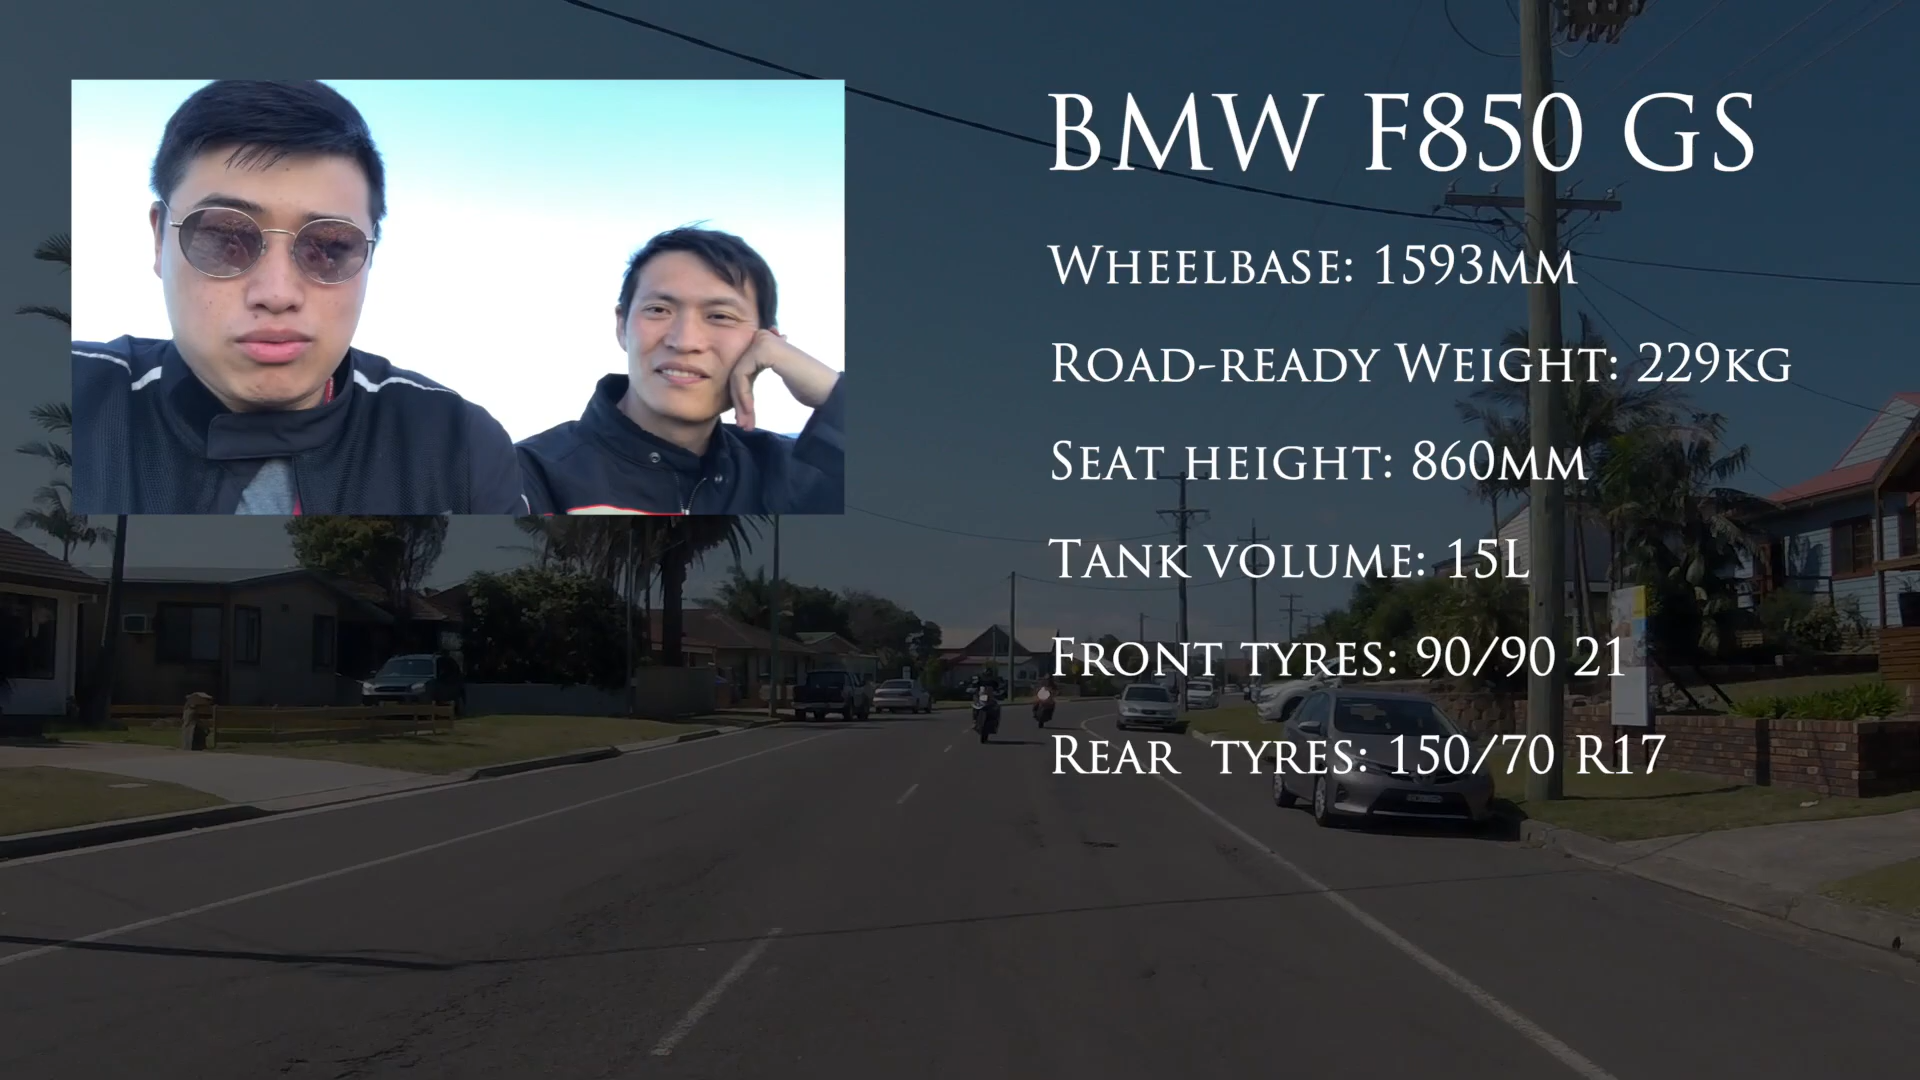 BMW F850 GS
Wheelbase: 1593mm
Road-ready Weight: 229kg
Seat height: 860mm
Tank volume: 15L
Front tyres: 90/90 21
Rear tyres: 150/70 R17